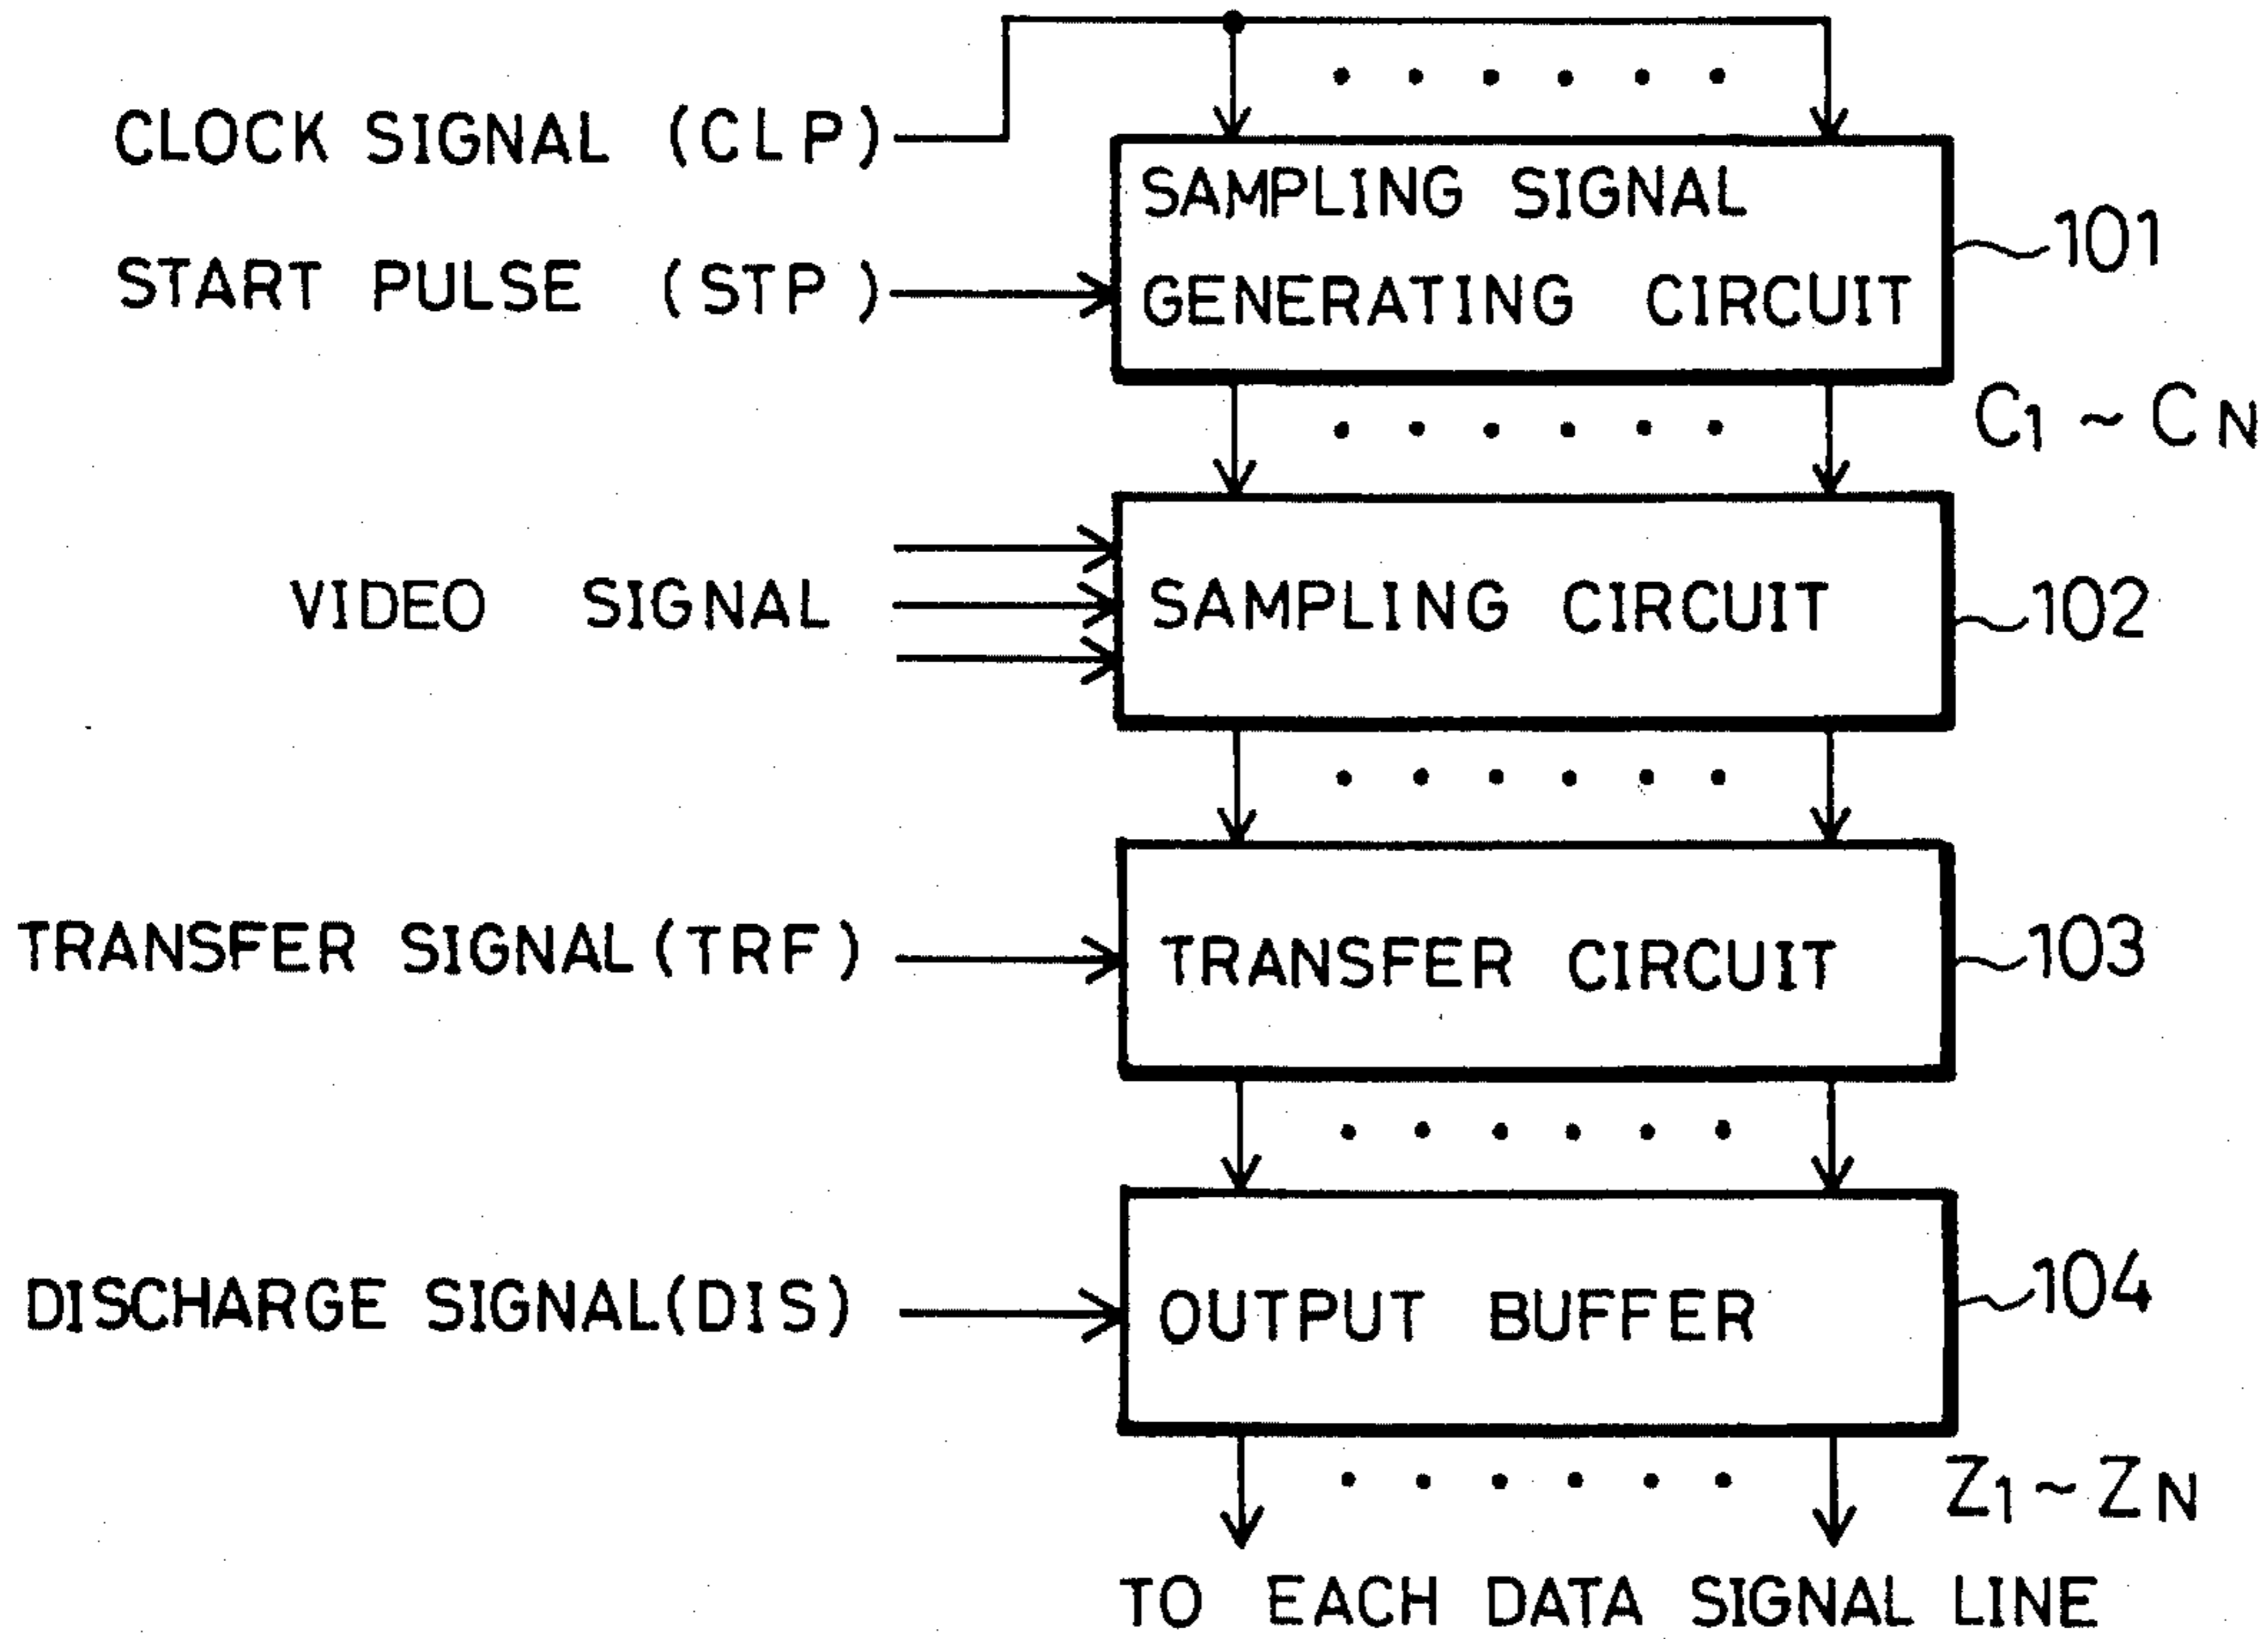 CLOCK SIGNAL (CLP)
SAMPLING SIGNAL
GENERATING CIRCUIT
101
START PULSE (STP)
C1 ~ CN
VIDEO SIGNAL
SAMPLING CIRCUIT
102
TRANSFER SIGNAL (TRF)
TRANSFER CIRCUIT
103
DISCHARGE SIGNAL (DIS)
OUTPUT BUFFER
104
Z1 ~ ZN
TO EACH DATA SIGNAL LINE